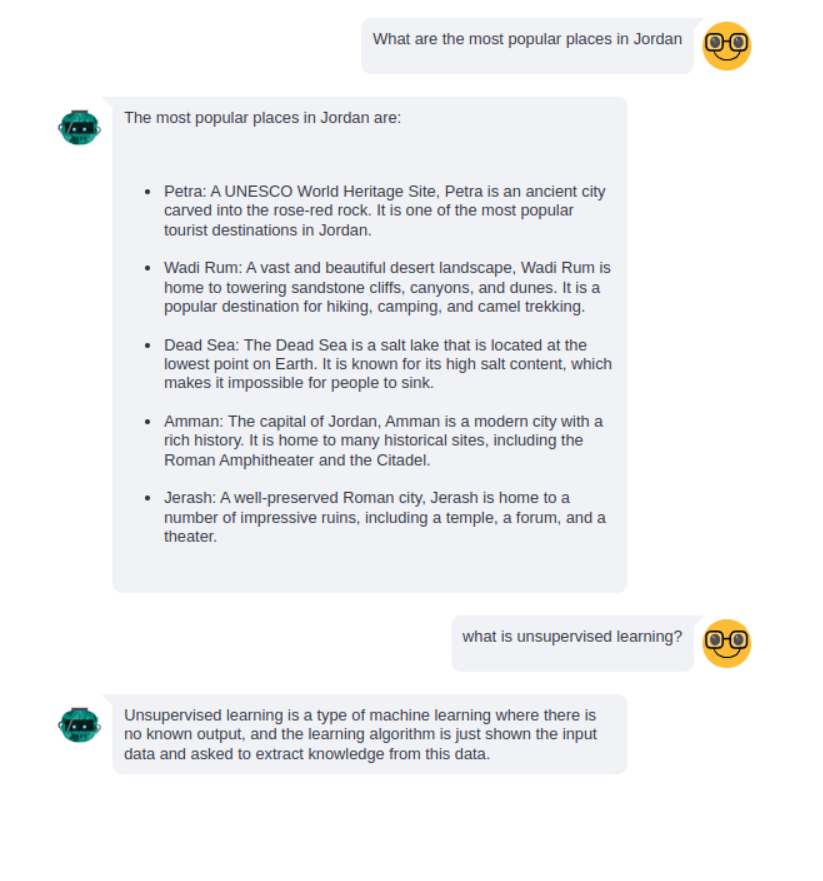 What are the most popular places in Jordan
The most popular places in Jordan are:
• Petra: A UNESCO World Heritage Site, Petra is an ancient city
carved into the rose-red rock. It is one of the most popular
tourist destinations in Jordan.
• Wadi Rum: A vast and beautiful desert landscape, Wadi Rum is
home to towering sandstone cliffs, canyons, and dunes. It is a
popular destination for hiking, camping, and camel trekking.
• Dead Sea: The Dead Sea is a salt lake that is located at the
lowest point on Earth. It is known for its high salt content, which
makes it impossible for people to sink.
• Amman: The capital of Jordan, Amman is a modern city with a
rich history. It is home to many historical sites, including the
Roman Amphitheater and the Citadel.
• Jerash: A well-preserved Roman city, Jerash is home to a
number of impressive ruins, including a temple, a forum, and a
theater.
what is unsupervised learning?
Unsupervised learning is a type of machine learning where there is
no known output, and the learning algorithm is just shown the input
data and asked to extract knowledge from this data.